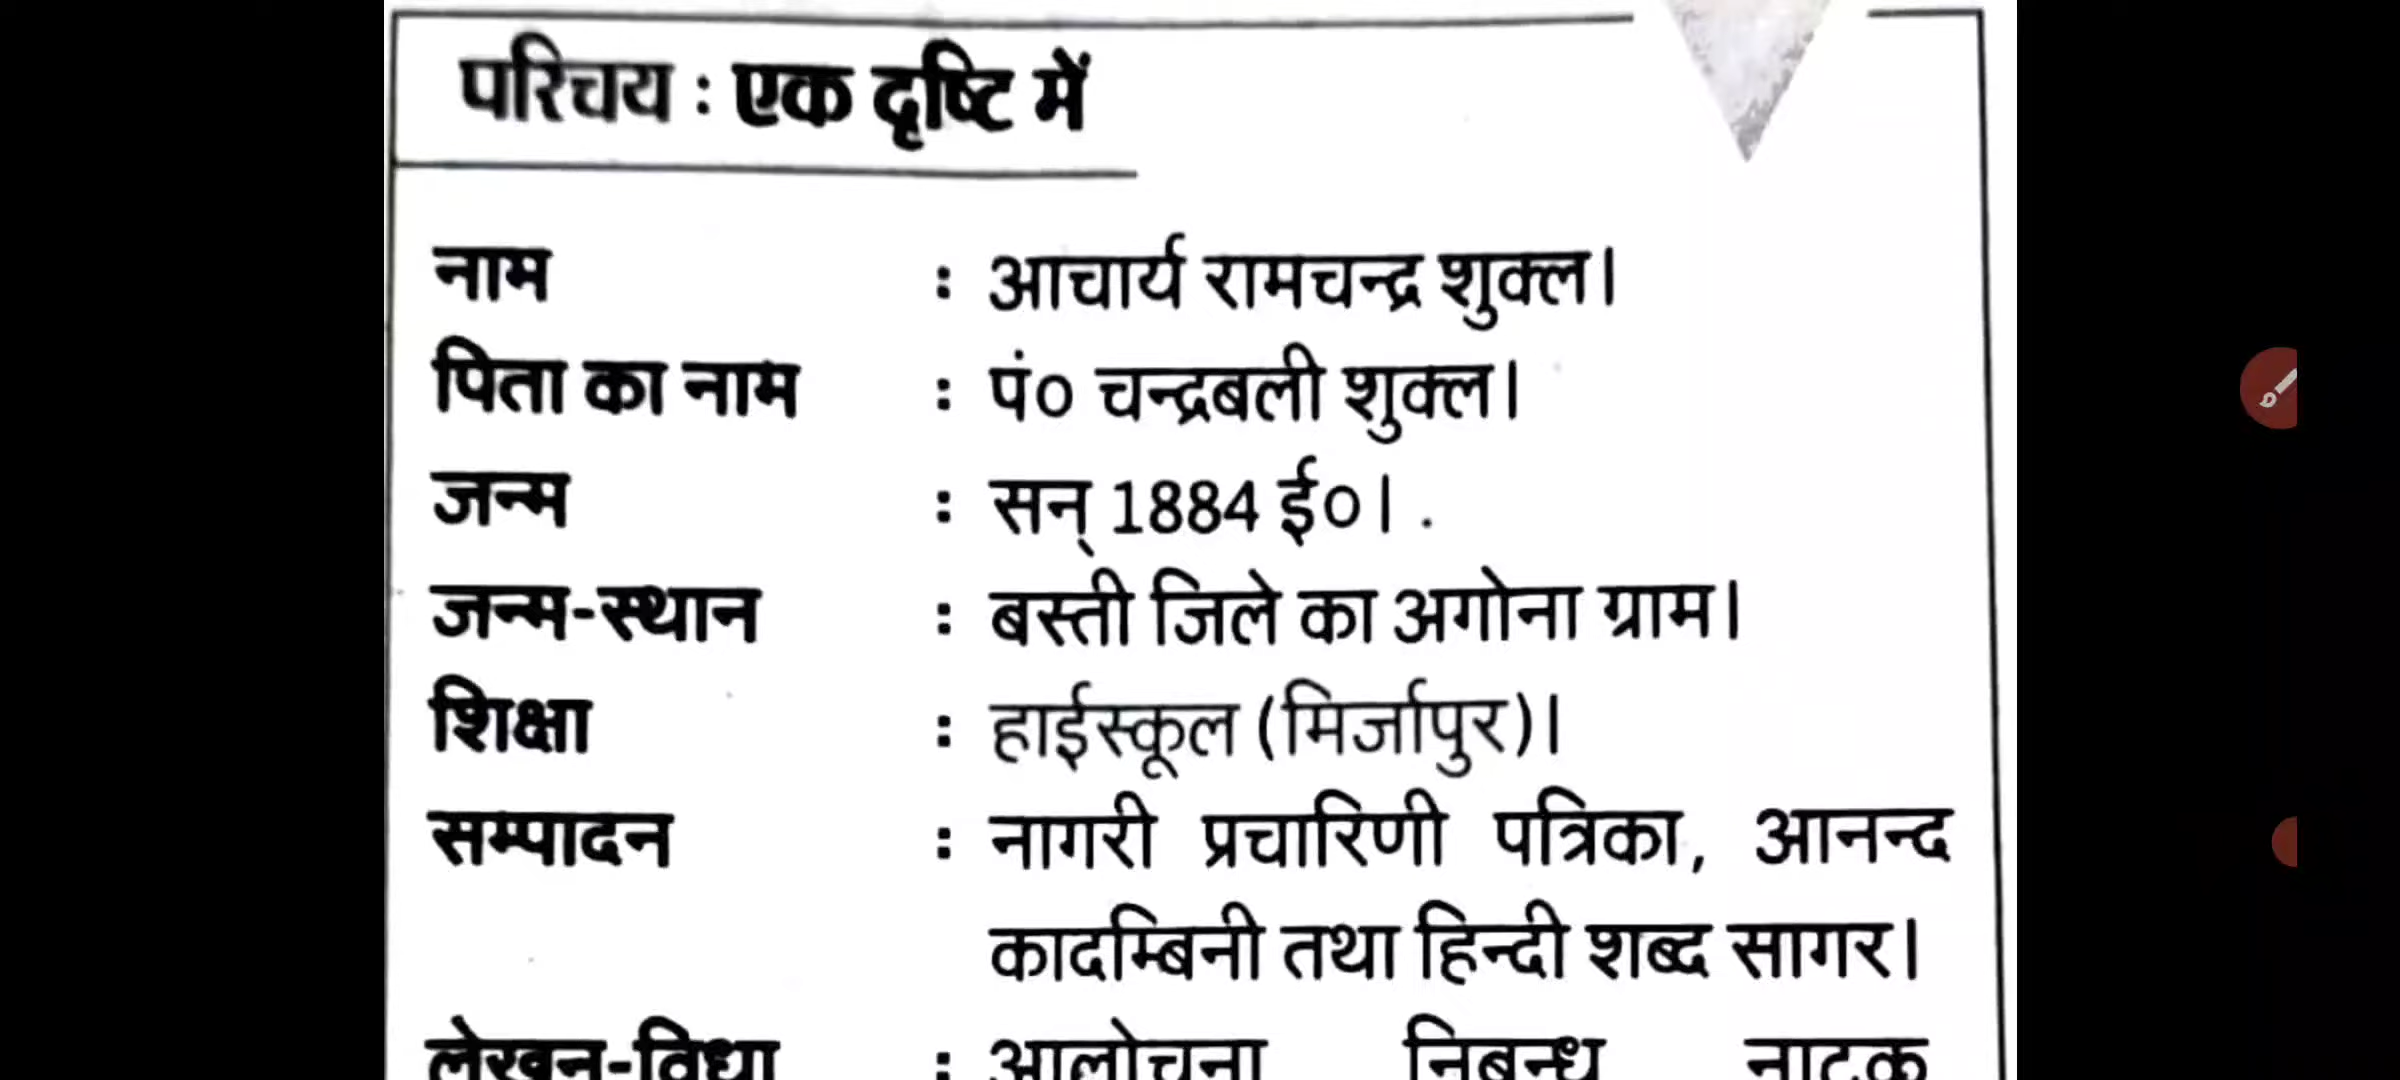 परिचय : एक दृष्टि में
नाम : आचार्य रामचन्द्र शुक्ल।
पिता का नाम : पं० चन्द्रबली शुक्ल।
जन्म : सन् 1884 ई०। .
जन्म-स्थान : बस्ती जिले का अगोना ग्राम।
शिक्षा : हाईस्कूल (मिर्जापुर)।
सम्पादन : नागरी प्रचारिणी पत्रिका, आनन्द
कादम्बिनी तथा हिन्दी शब्द सागर।
लेखन-विधा : आलोचना निबन्ध नाटक